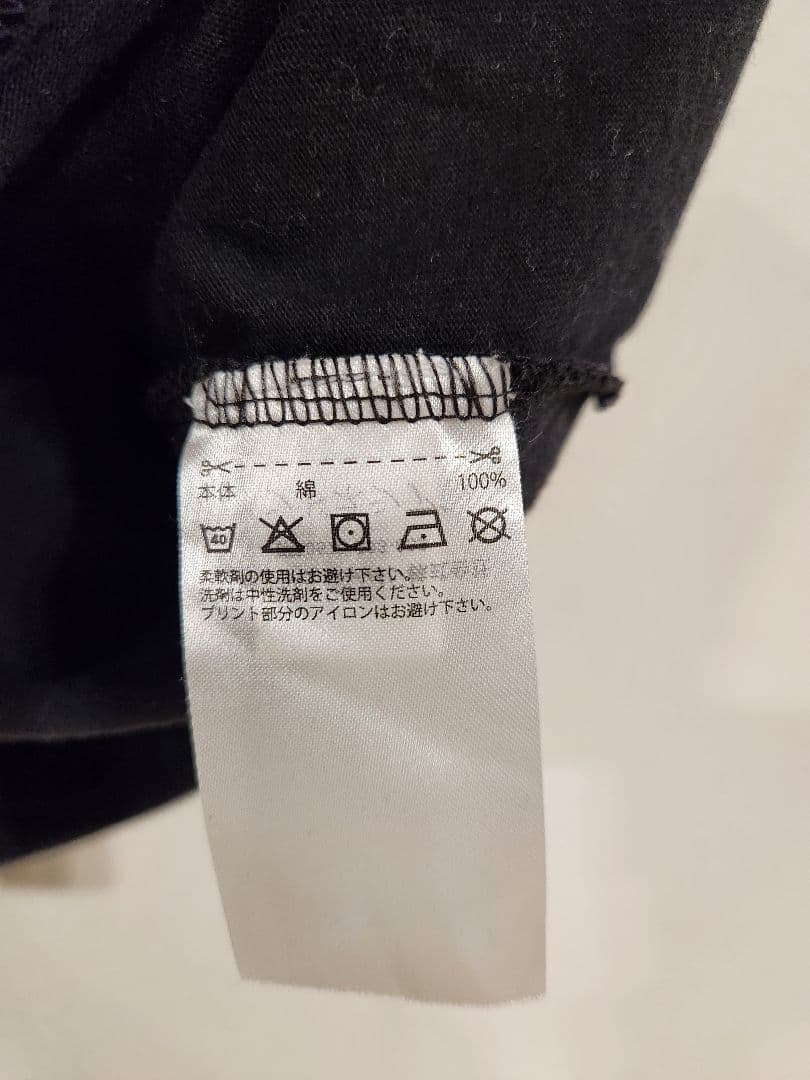 本体 綿 100%
40
柔軟剤の使用はお避け下さい。
洗剤は中性洗剤をご使用ください。
プリント部分のアイロンはお避け下さい。